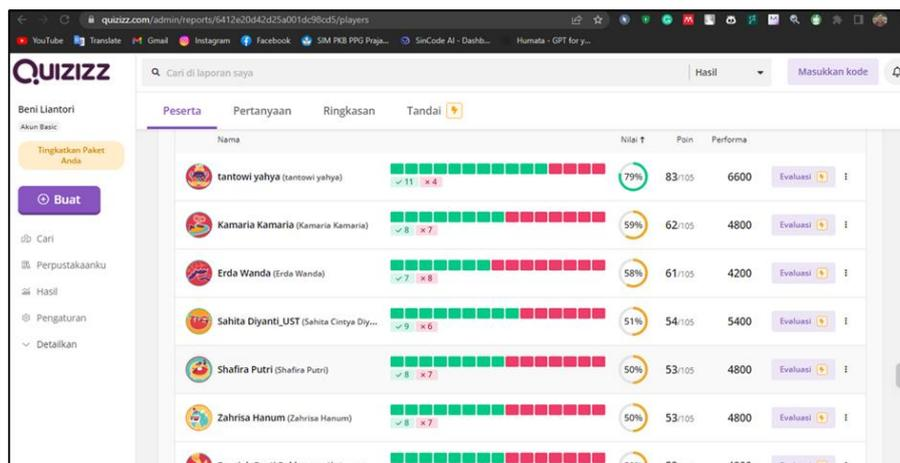 quizizz.com/admin/reports/6412e20d42d25a001dc98cd5/players
YouTube Translate Gmail Instagram Facebook SIM PKB PPG Praja... SinCode AI - Dashb... Humata - GPT for y...
QUIZIZZ
Cari di laporan saya Hasil Masukkan kode
Beni Liantori
Akun Basic
Tingkatkan Paket
Anda
Buat
Cari
Perpustakaanku
Hasil
Pengaturan
Detailkan
Peserta Pertanyaan Ringkasan Tandai
Nama Nilai ↑ Poin Performa
tantowi yahya (tantowi yahya) ✓ 11 × 4 79% 83/105 6600 Evaluasi
Kamaria Kamaria (Kamaria Kamaria) ✓ 8 × 7 59% 62/105 4800 Evaluasi
Erda Wanda (Erda Wanda) ✓ 7 × 8 58% 61/105 4200 Evaluasi
Sahita Diyanti_UST (Sahita Cintya Diy... ✓ 9 × 6 51% 54/105 5400 Evaluasi
Shafira Putri (Shafira Putri) ✓ 8 × 7 50% 53/105 4800 Evaluasi
Zahrisa Hanum (Zahrisa Hanum) ✓ 8 × 7 50% 53/105 4800 Evaluasi